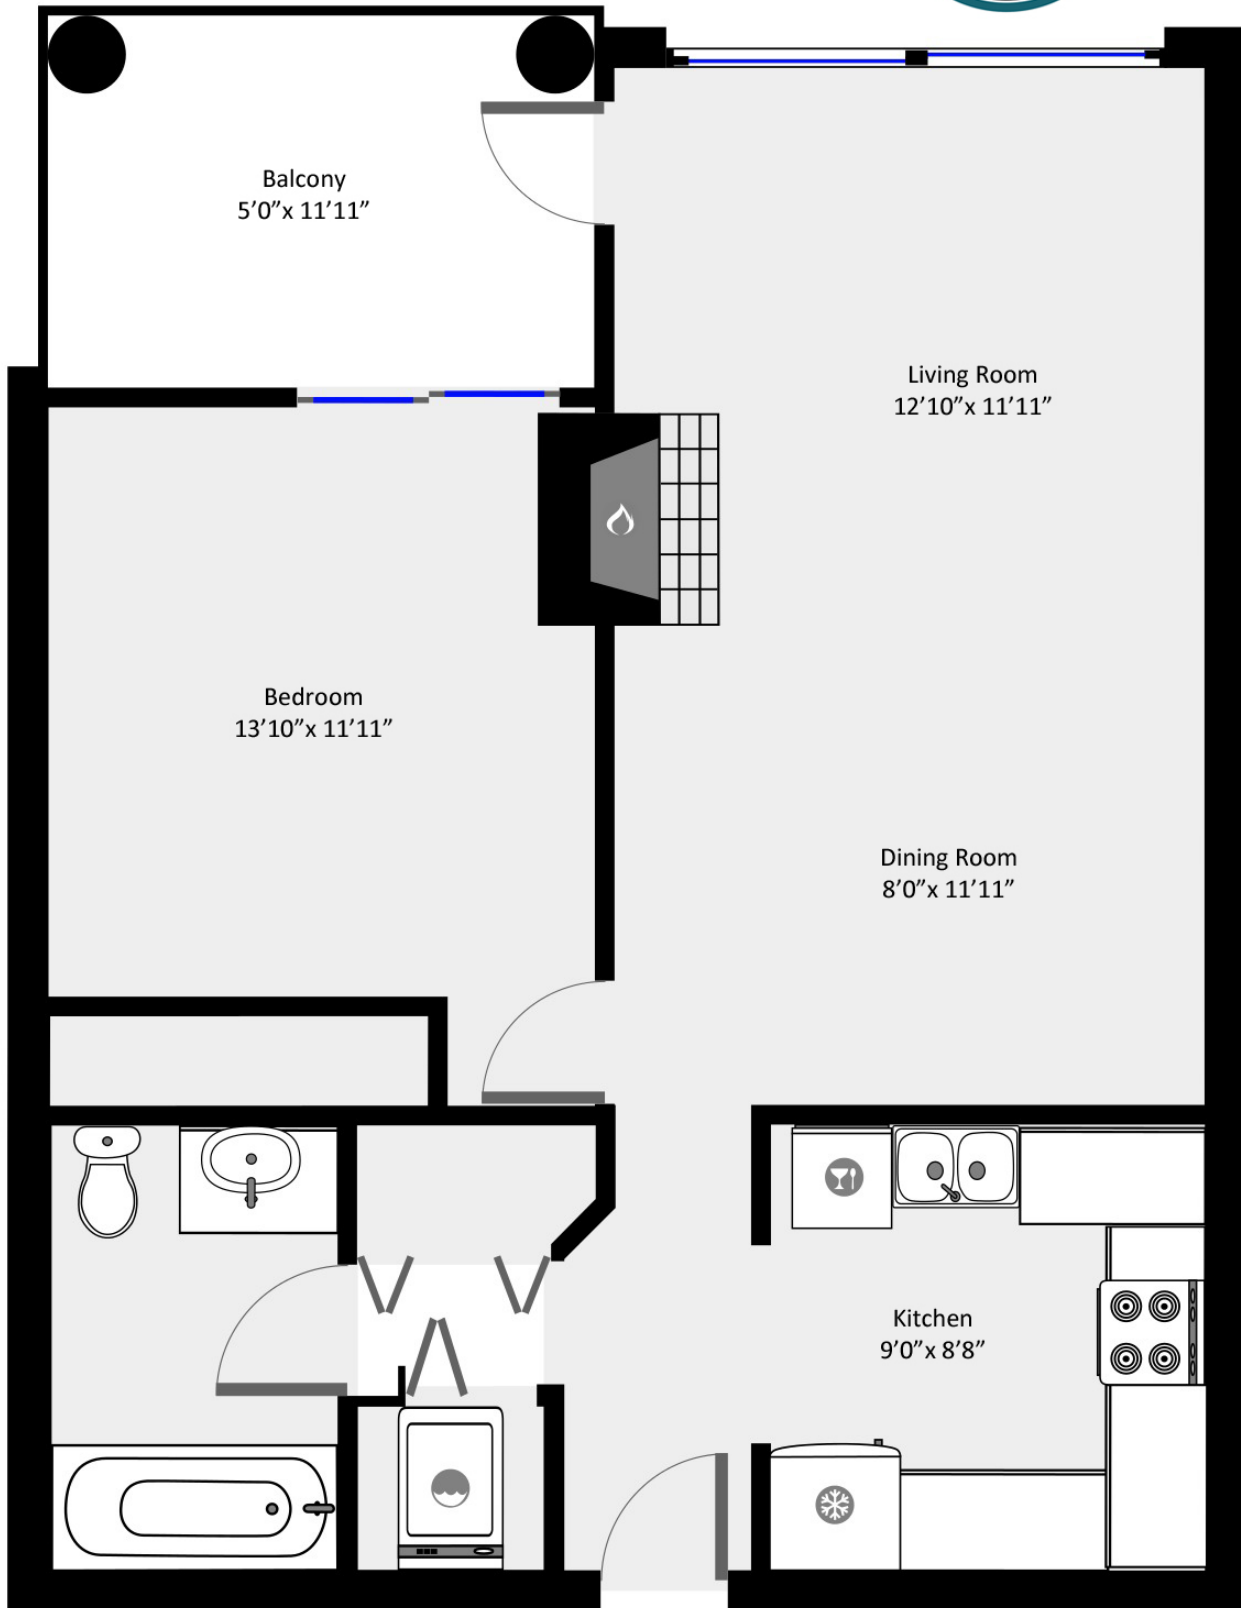 Balcony
5’0”x 11’11”
Living Room
12’10”x 11’11”
Bedroom
13’10”x 11’11”
Dining Room
8’0”x 11’11”
Kitchen
9’0”x 8’8”